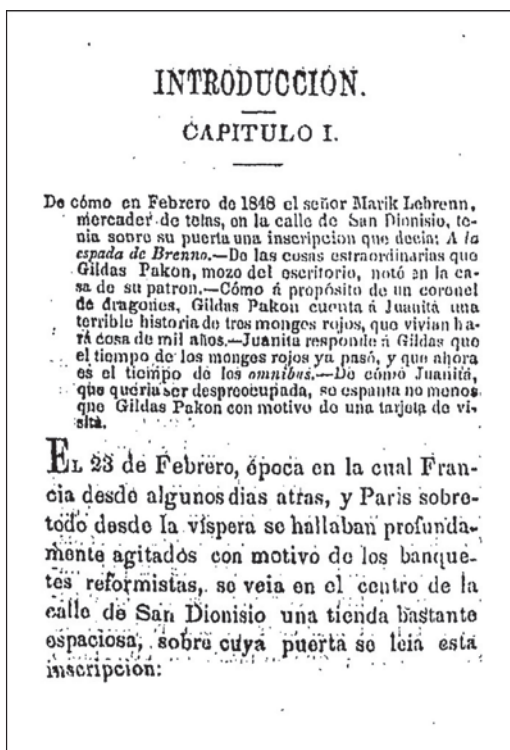 INTRODUCCIÓN.
CAPITULO I.
De cómo en Febrero de 1848 el señor Marik Lebrenn,
mercader de telas, en la calle de San Dionisio, te-
nia sobre su puerta una inscripcion que decia: A la
espada de Brenno.—De las cosas estraordinarias que
Gildas Pakon, mozo del escritorio, notó en la ca-
sa de su patron.—Cómo á propósito de un coronel
de dragones, Gildas Pakon cuenta á Juanita una
terrible historia de tres monges rojos, que vivian ha-
rá cosa de mil años.—Juanita responde á Gildas que
el tiempo de los monges rojos ya pasó, y que ahora
es el tiempo de los omnibus.—De cómo Juanita,
que queria ser despreocupada, se espanta no menos
que Gildas Pakon con motivo de una tarjeta de vi-
sita.
EL 23 de Febrero, época en la cual Fran-
cia desde algunos dias atras, y Paris sobre-
todo desde la víspera se hallaban profunda-
mente agitados con motivo de los banque-
tes reformistas, se veia en el centro de la
calle de San Dionisio una tienda bastante
espaciosa, sobre cuya puerta se leia esta
inscripcion: